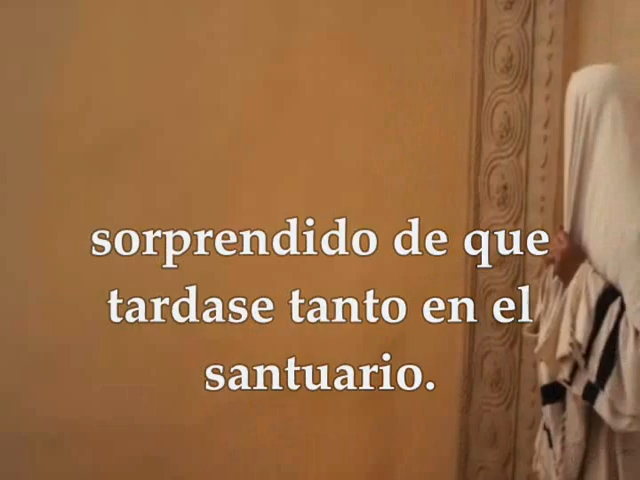 sorprendido de que
tardase tanto en el
santuario.